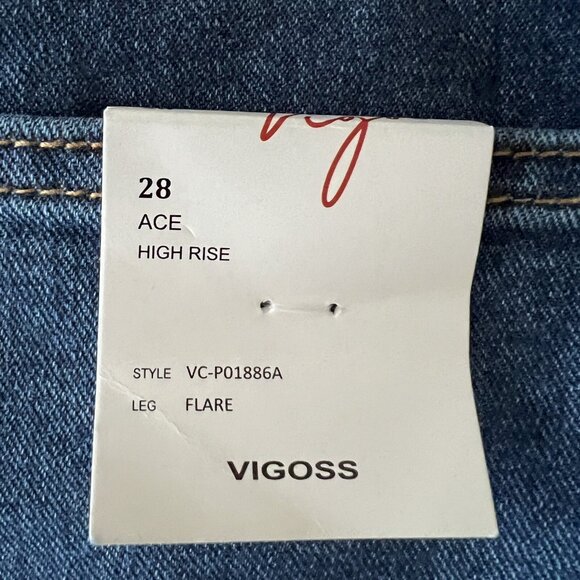 28
ACE
HIGH RISE
STYLE VC-P01886A
LEG FLARE
VIGOSS